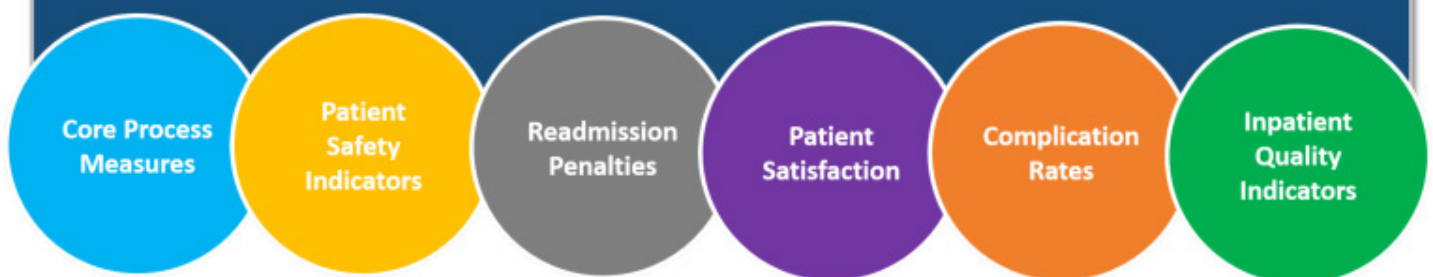 Core Process
Measures
Patient
Safety
Indicators
Readmission
Penalties
Patient
Satisfaction
Complication
Rates
Inpatient
Quality
Indicators